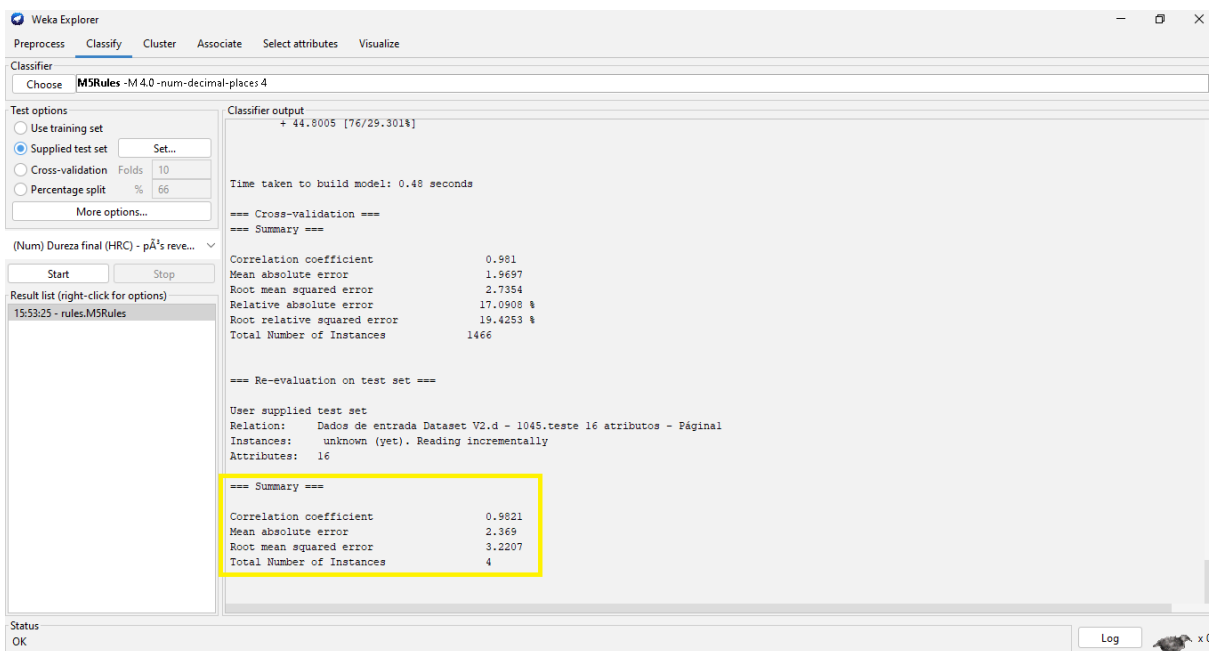 Weka Explorer
Preprocess Classify Cluster Associate Select attributes Visualize
Classifier
Choose M5Rules -M 4.0 -num-decimal-places 4
Test options
Use training set
Supplied test set Set...
Cross-validation Folds 10
Percentage split % 66
More options...
(Num) Dureza final (HRC) - pÃ³s reve...
Start Stop
Result list (right-click for options)
15:53:25 - rules.M5Rules
Classifier output
+ 44.8005 [76/29.301%]
Time taken to build model: 0.48 seconds
=== Cross-validation ===
=== Summary ===
Correlation coefficient 0.981
Mean absolute error 1.9697
Root mean squared error 2.7354
Relative absolute error 17.0908 %
Root relative squared error 19.4253 %
Total Number of Instances 1466
=== Re-evaluation on test set ===
User supplied test set
Relation: Dados de entrada Dataset V2.d - 1045.teste 16 atributos - Página1
Instances: unknown (yet). Reading incrementally
Attributes: 16
=== Summary ===
Correlation coefficient 0.9821
Mean absolute error 2.369
Root mean squared error 3.2207
Total Number of Instances 4
Status
OK
Log x 0